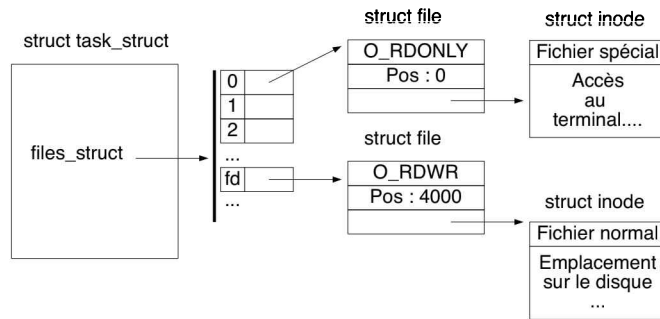 struct task_struct
files_struct
0
1
2
...
fd
...
struct file
O_RDONLY
Pos : 0
struct file
O_RDWR
Pos : 4000
struct inode
Fichier spécial
Accès
au
terminal....
struct inode
Fichier normal
Emplacement
sur le disque
...